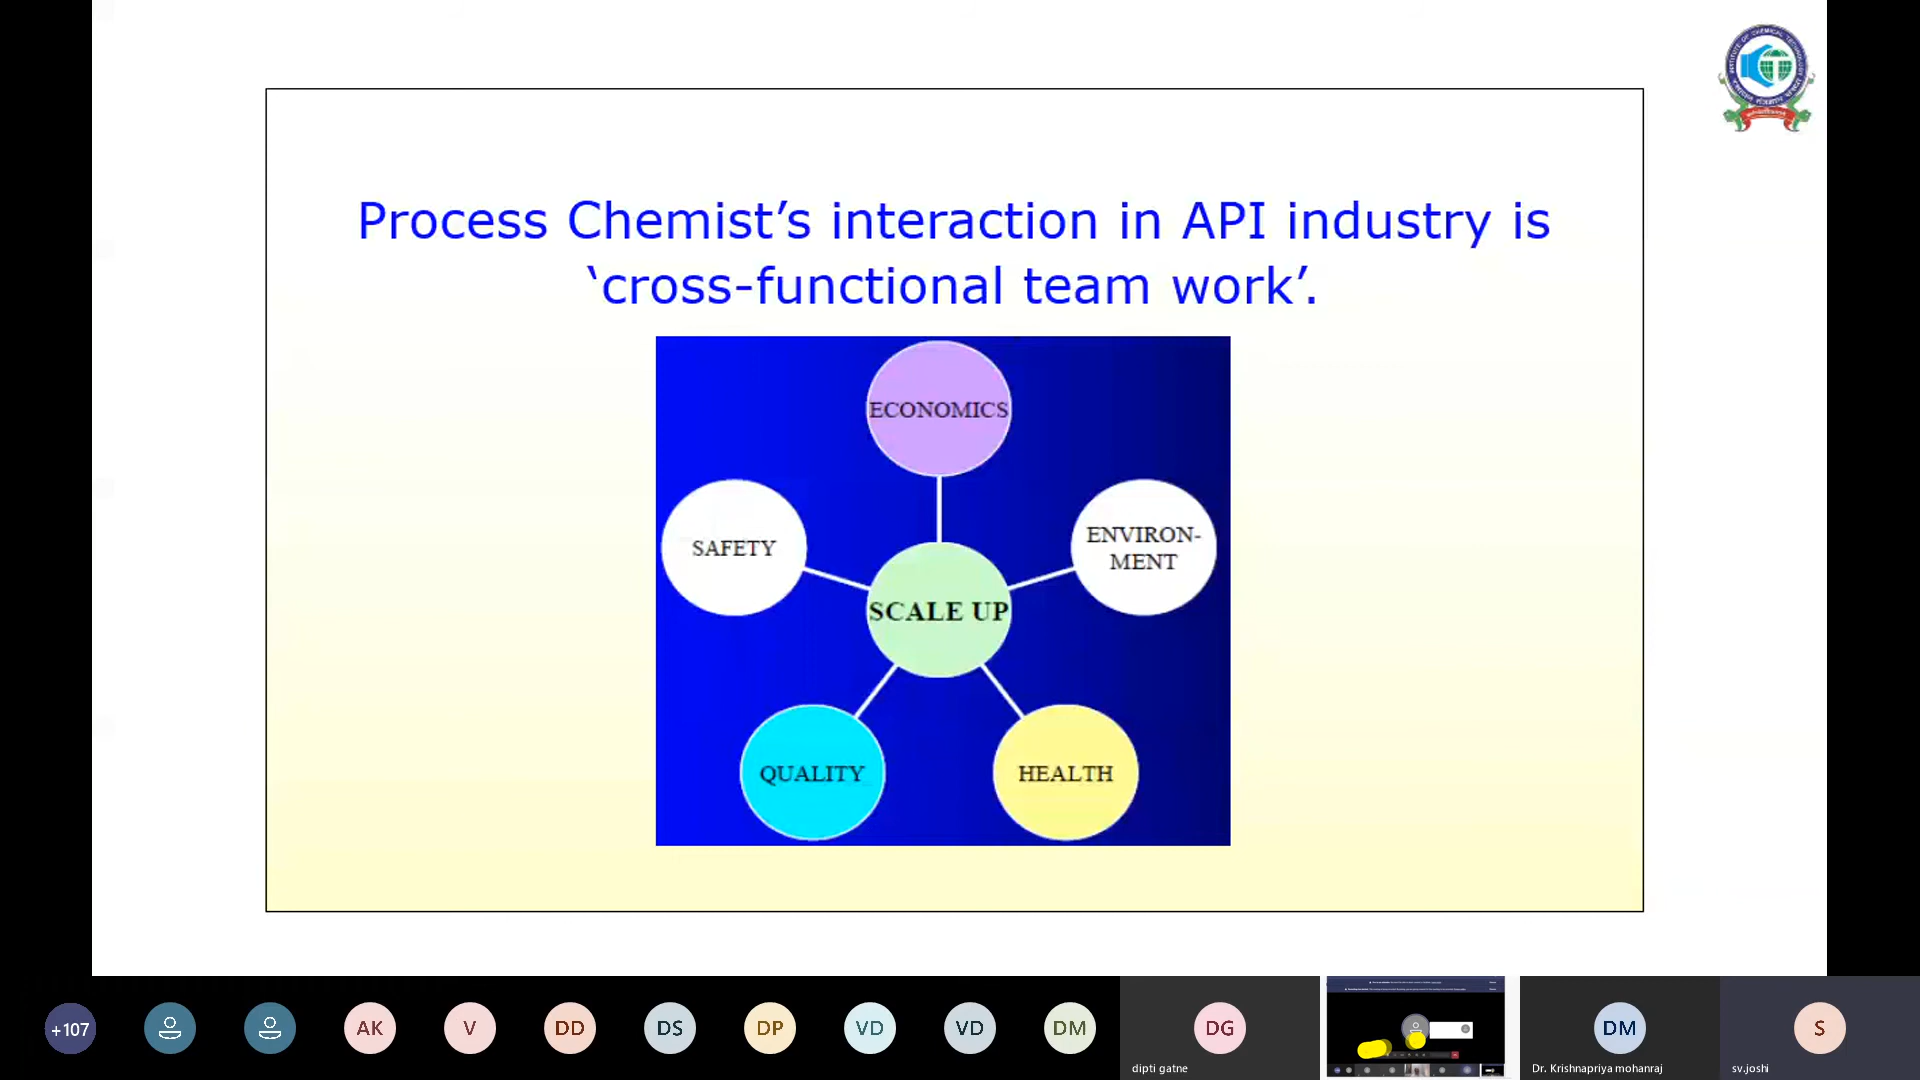 Process Chemist’s interaction in API industry is
‘cross-functional team work’.
ECONOMICS
SAFETY
ENVIRON-
MENT
SCALE UP
QUALITY
HEALTH
+107
AK
V
DD
DS
DP
VD
VD
DM
DG
dipti gatne
DM
Dr. Krishnapriya mohanraj
S
sv.joshi